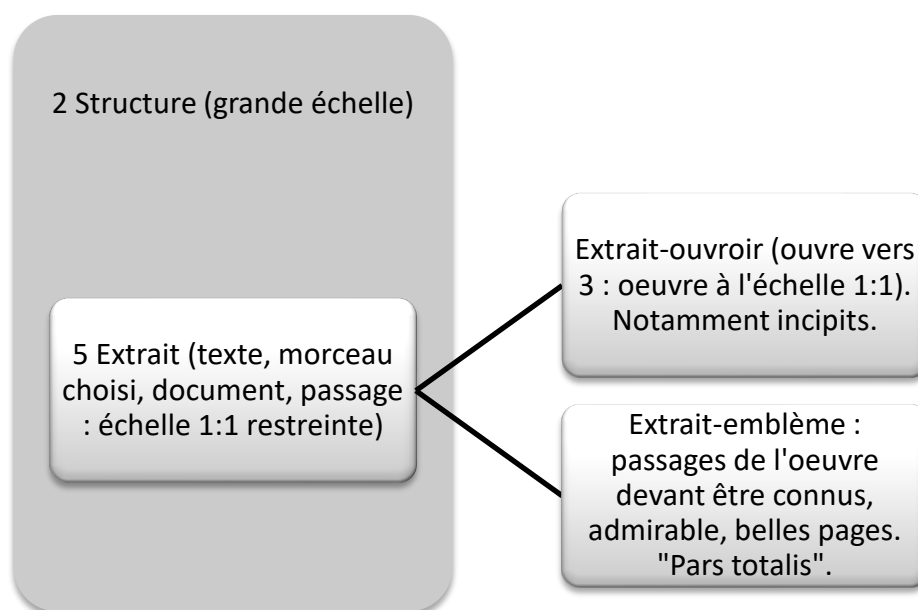 2 Structure (grande échelle)
5 Extrait (texte, morceau
choisi, document, passage
: échelle 1:1 restreinte)
Extrait-ouvroir (ouvre vers
3 : oeuvre à l'échelle 1:1).
Notamment incipits.
Extrait-emblème :
passages de l'oeuvre
devant être connus,
admirable, belles pages.
"Pars totalis".